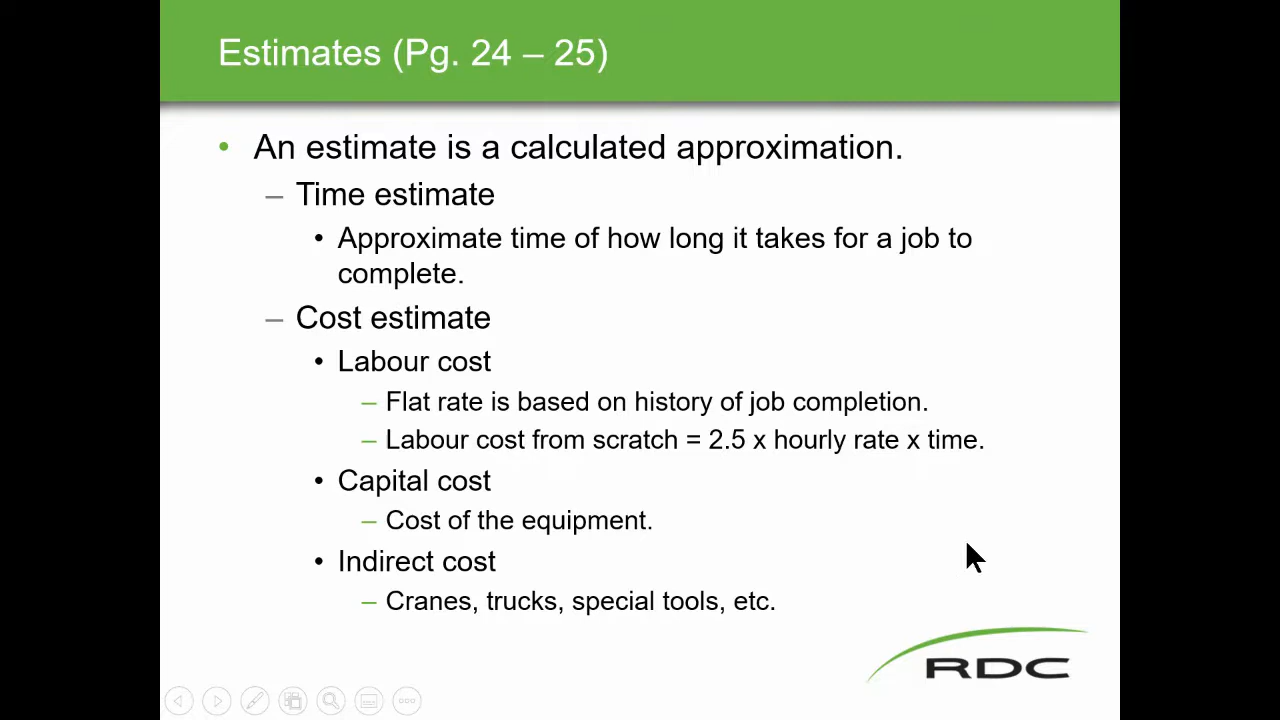 Estimates (Pg. 24 – 25)
• An estimate is a calculated approximation.
– Time estimate
• Approximate time of how long it takes for a job to
complete.
– Cost estimate
• Labour cost
– Flat rate is based on history of job completion.
– Labour cost from scratch = 2.5 x hourly rate x time.
• Capital cost
– Cost of the equipment.
• Indirect cost
– Cranes, trucks, special tools, etc.
RDC